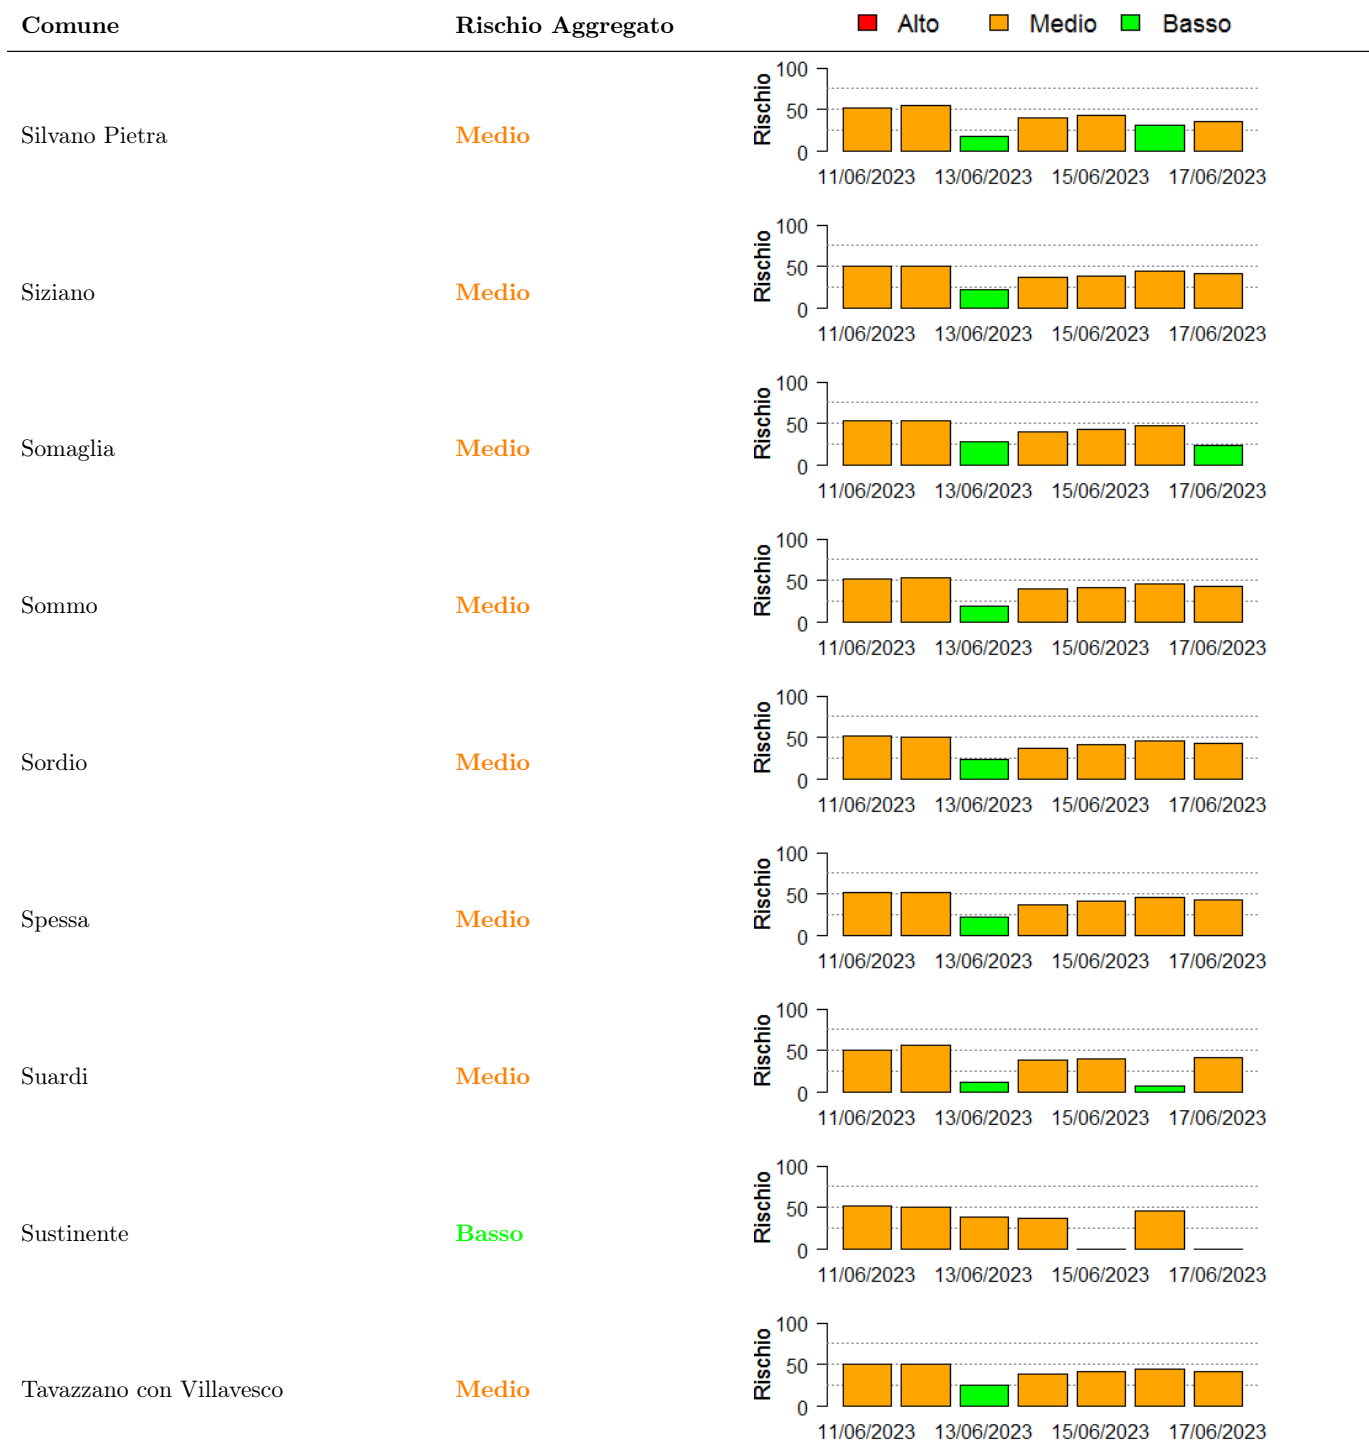 Comune Rischio Aggregato Alto Medio Basso
Silvano Pietra Medio
Rischio
100
50
0
11/06/2023 13/06/2023 15/06/2023 17/06/2023
Siziano Medio
Rischio
100
50
0
11/06/2023 13/06/2023 15/06/2023 17/06/2023
Somaglia Medio
Rischio
100
50
0
11/06/2023 13/06/2023 15/06/2023 17/06/2023
Sommo Medio
Rischio
100
50
0
11/06/2023 13/06/2023 15/06/2023 17/06/2023
Sordio Medio
Rischio
100
50
0
11/06/2023 13/06/2023 15/06/2023 17/06/2023
Spessa Medio
Rischio
100
50
0
11/06/2023 13/06/2023 15/06/2023 17/06/2023
Suardi Medio
Rischio
100
50
0
11/06/2023 13/06/2023 15/06/2023 17/06/2023
Sustinente Basso
Rischio
100
50
0
11/06/2023 13/06/2023 15/06/2023 17/06/2023
Tavazzano con Villavesco Medio
Rischio
100
50
0
11/06/2023 13/06/2023 15/06/2023 17/06/2023